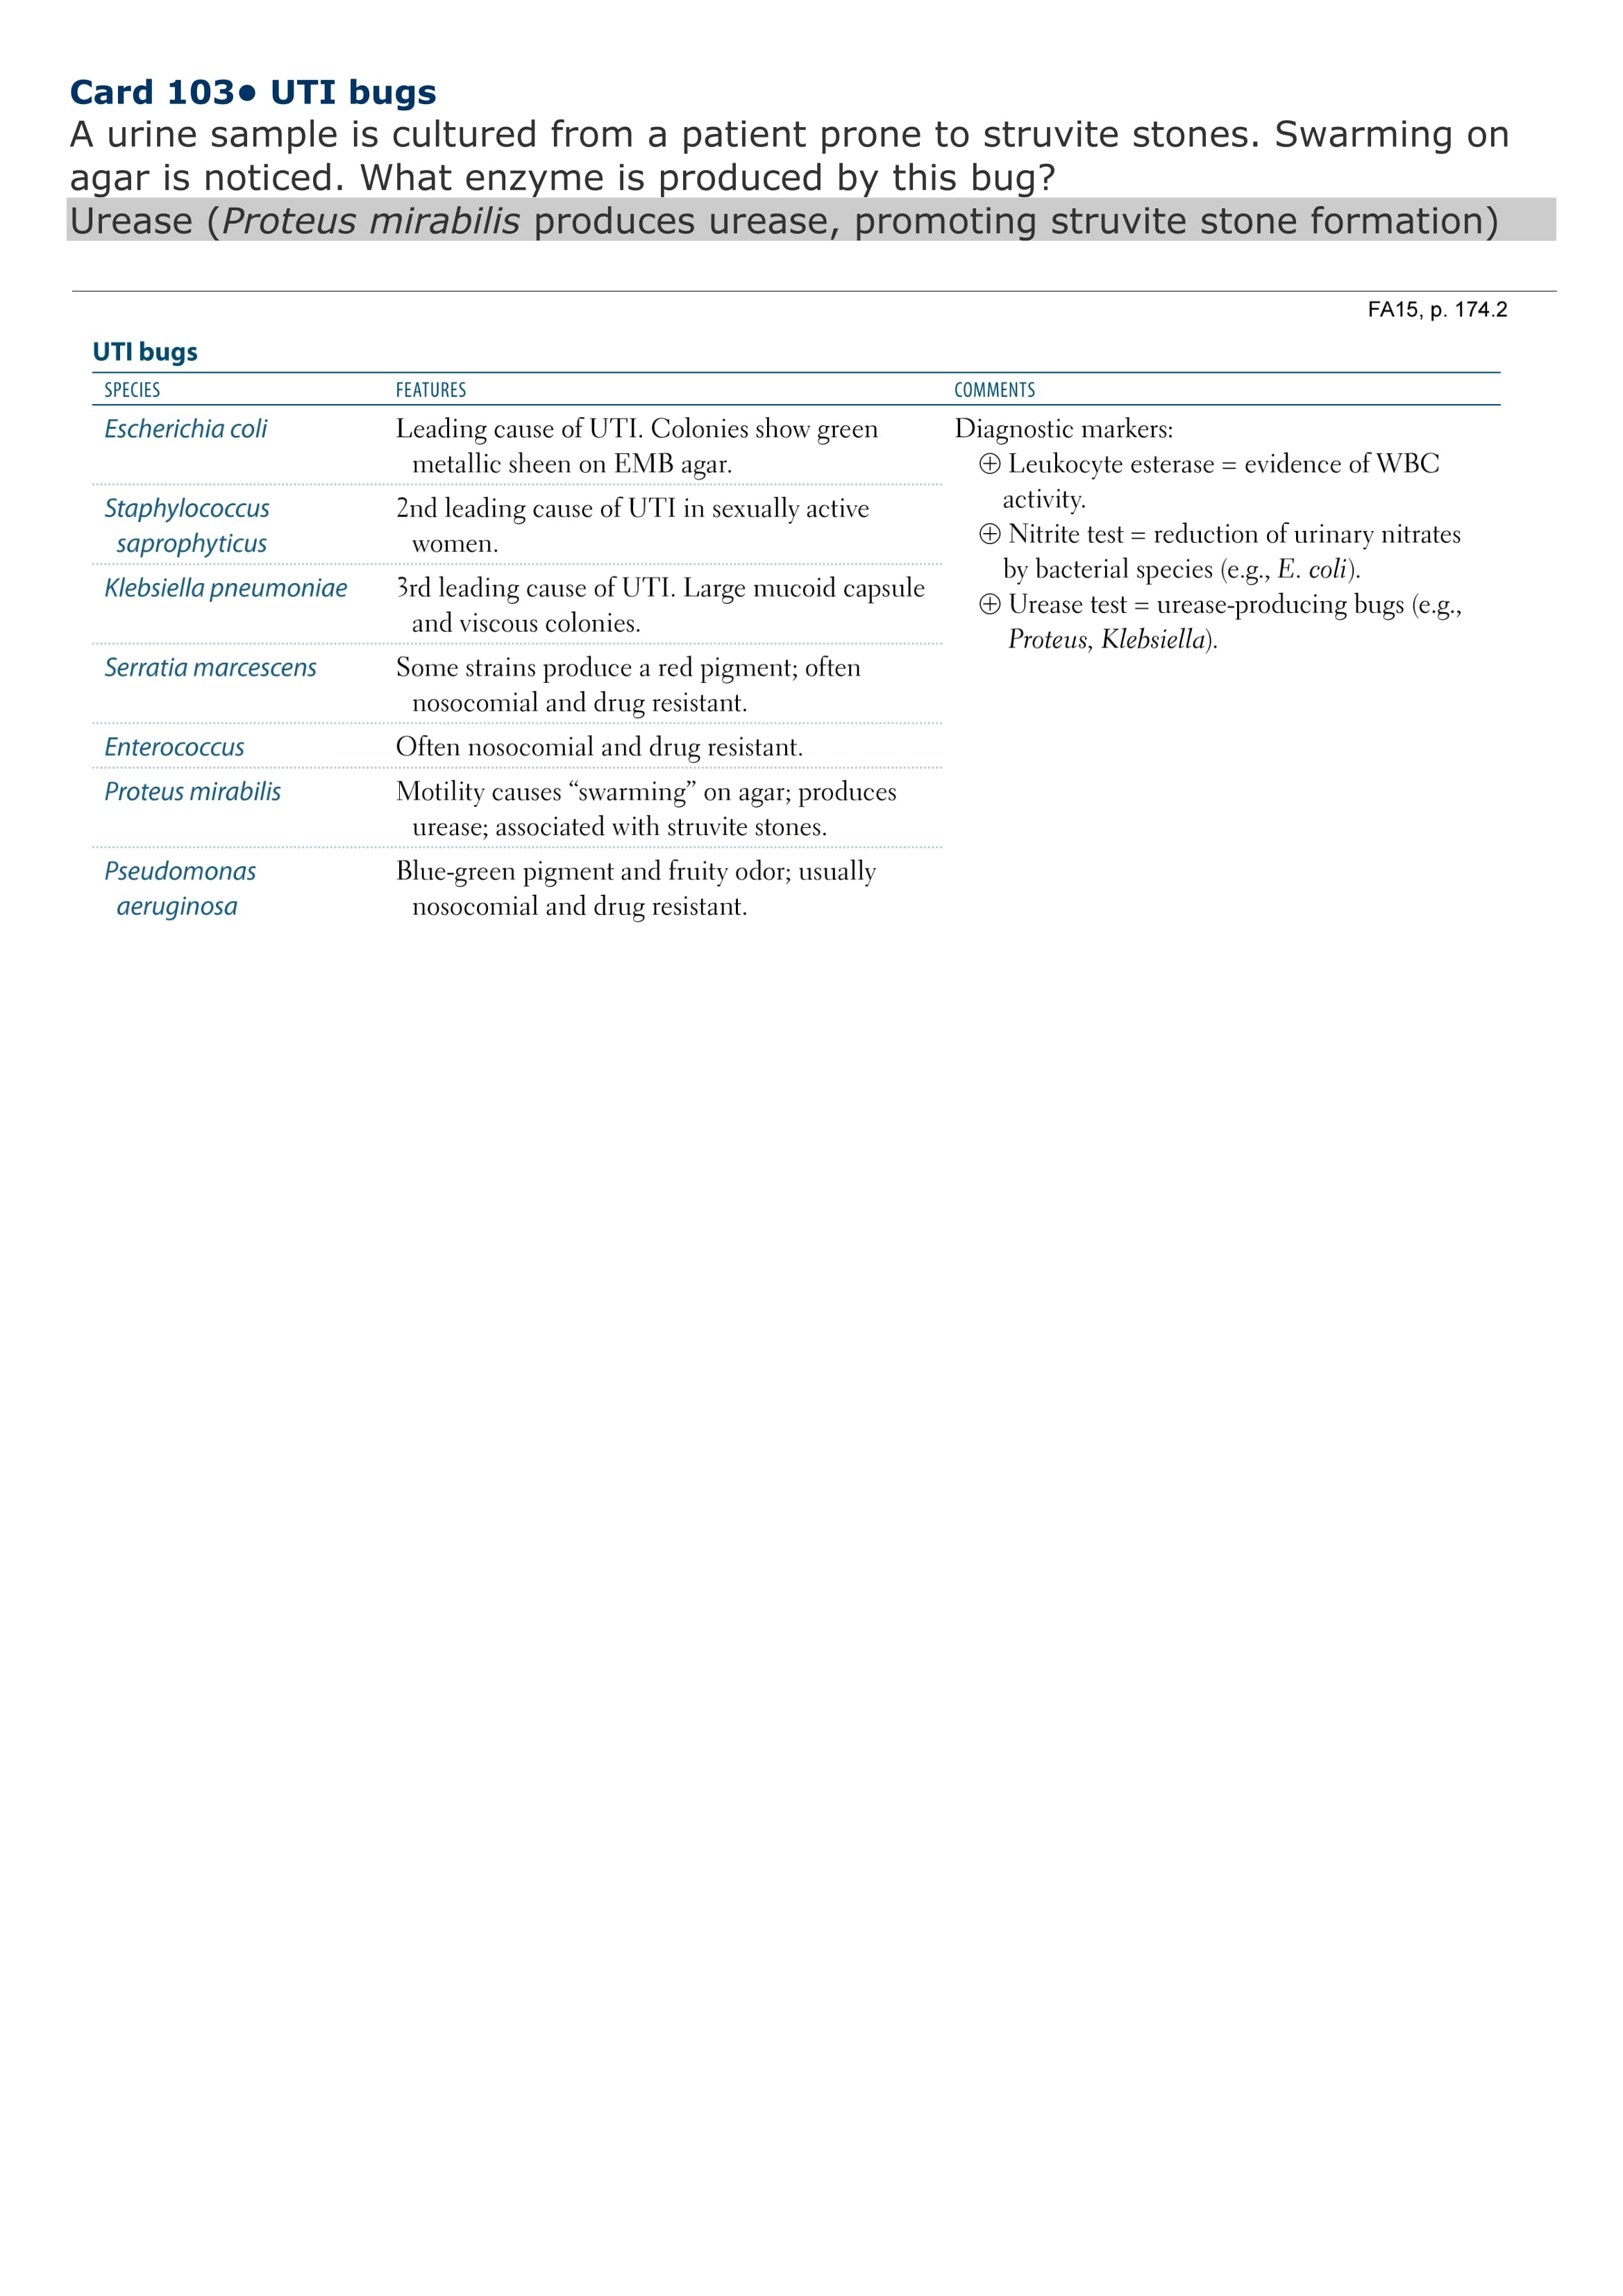 Card 103• UTI bugs
A urine sample is cultured from a patient prone to struvite stones. Swarming on
agar is noticed. What enzyme is produced by this bug?
Urease (Proteus mirabilis produces urease, promoting struvite stone formation)
FA15, p. 174.2
UTI bugs
SPECIES FEATURES COMMENTS
Escherichia coli
Leading cause of UTI. Colonies show green
metallic sheen on EMB agar.
Staphylococcus
saprophyticus
2nd leading cause of UTI in sexually active
women.
Klebsiella pneumoniae
3rd leading cause of UTI. Large mucoid capsule
and viscous colonies.
Serratia marcescens
Some strains produce a red pigment; often
nosocomial and drug resistant.
Enterococcus
Often nosocomial and drug resistant.
Proteus mirabilis
Motility causes “swarming” on agar; produces
urease; associated with struvite stones.
Pseudomonas
aeruginosa
Blue-green pigment and fruity odor; usually
nosocomial and drug resistant.
Diagnostic markers:
⊕ Leukocyte esterase = evidence of WBC
activity.
⊕ Nitrite test = reduction of urinary nitrates
by bacterial species (e.g., E. coli).
⊕ Urease test = urease-producing bugs (e.g.,
Proteus, Klebsiella).